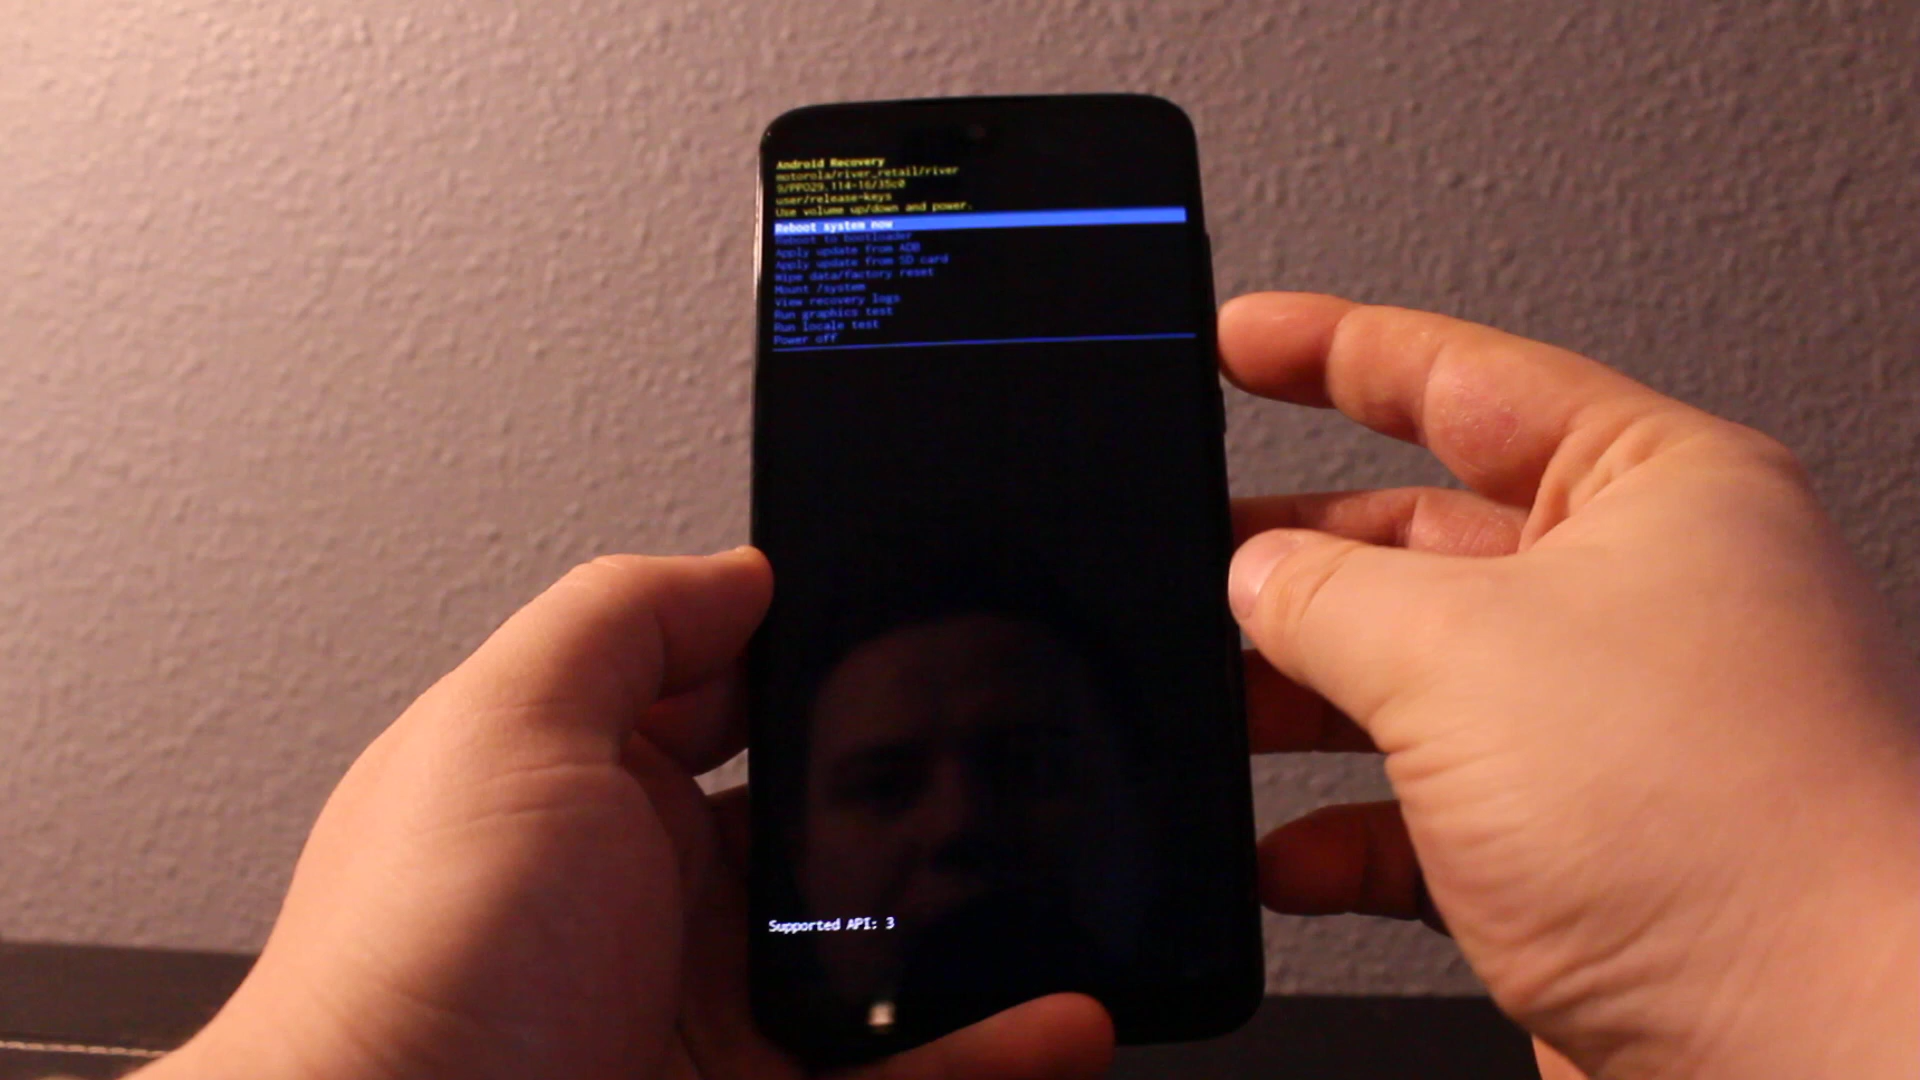 Android Recovery
motorola/river_retail/river
9/PPO29.114-16/35c0
user/release-keys
Use volume up/down and power.
Reboot system now
Reboot to bootloader
Apply update from ADB
Apply update from SD card
Wipe data/factory reset
Mount /system
View recovery logs
Run graphics test
Run locale test
Power off
Supported API: 3